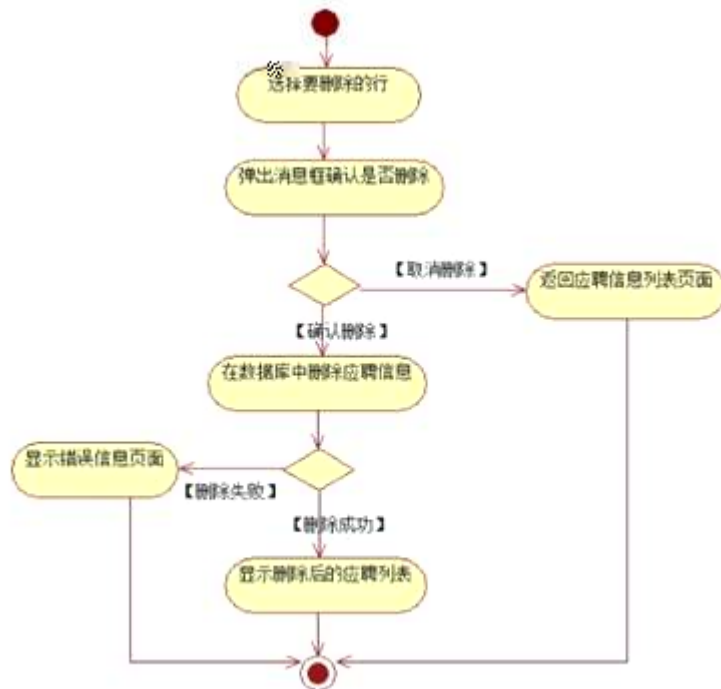 选择要删除的行
弹出消息框确认是否删除
【取消删除】
返回应聘信息列表页面
【确认删除】
在数据库中删除应聘信息
显示错误信息页面
【删除失败】
【删除成功】
显示删除后的应聘列表